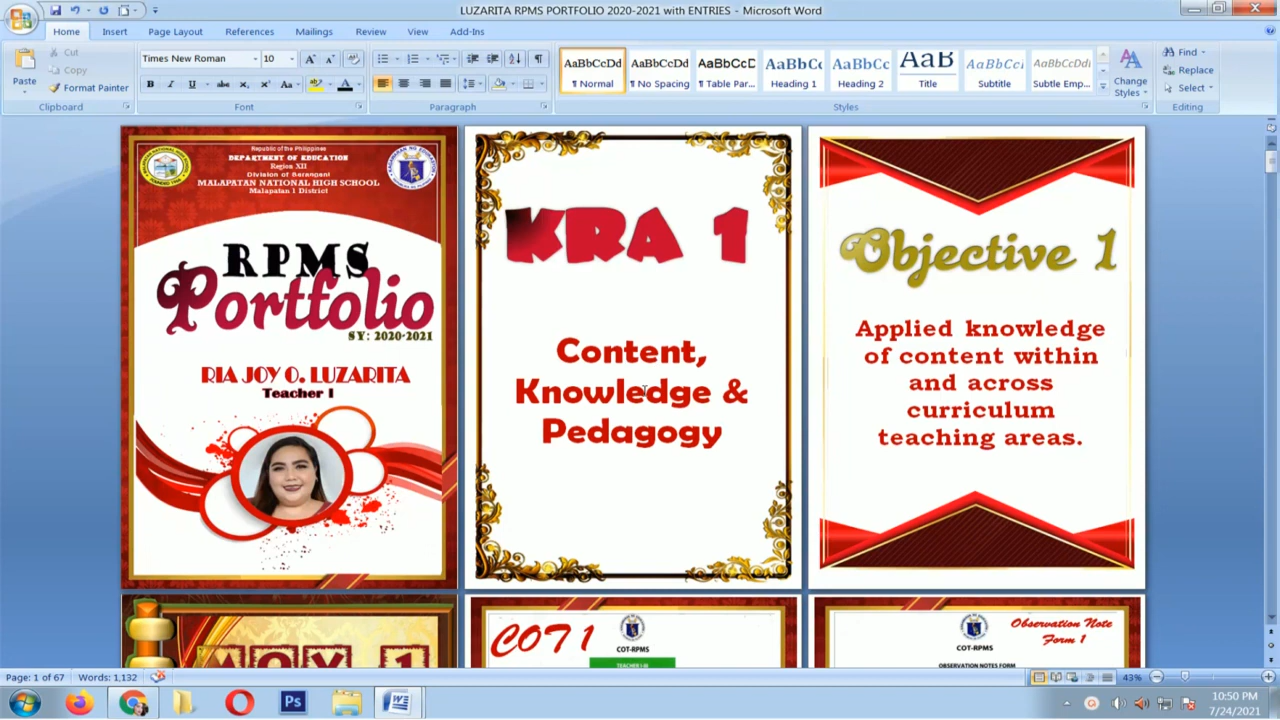 LUZARITA RPMS PORTFOLIO 2020-2021 with ENTRIES - Microsoft Word
Home Insert Page Layout References Mailings Review View Add-Ins
Cut
Copy
Format Painter
Paste
Clipboard
Times New Roman 10
Font
Paragraph
AaBbCcDd AaBbCcDd AaBbCcD AaBbCc AaBbCc AaB AaBbCci AaBbCcDdi
¶ Normal ¶ No Spacing ¶ Table Par... Heading 1 Heading 2 Title Subtitle Subtle Emp...
Change Styles
Styles
Find
Replace
Select
Editing
Republic of the Philippines
DEPARTMENT OF EDUCATION
Region XII
Division of Sarangani
MALAPATAN NATIONAL HIGH SCHOOL
Malapatan 1 District
RPMS
Portfolio
SY: 2020-2021
RIA JOY O. LUZARITA
Teacher I
KRA 1
Content,
Knowledge &
Pedagogy
Objective 1
Applied knowledge
of content within
and across
curriculum
teaching areas.
MOV 1
COT 1
COT-RPMS
TEACHER I-III
Observation Note
Form 1
COT-RPMS
OBSERVATION NOTES FORM
Page: 1 of 67 Words: 1,132
43%
Ps
10:50 PM
7/24/2021